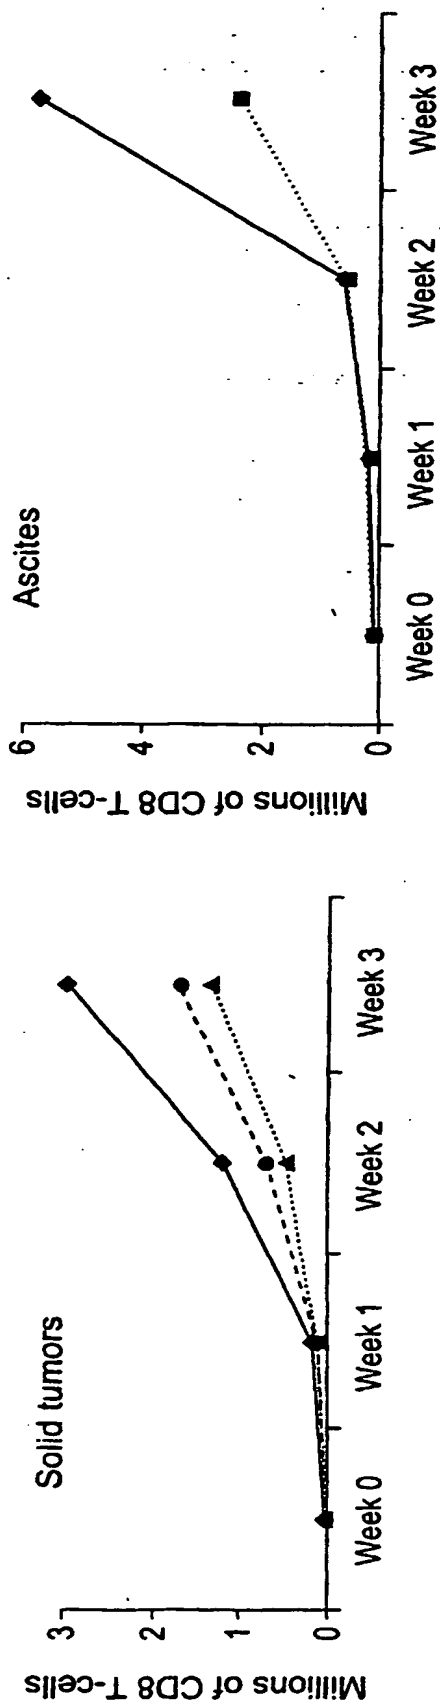 Solid tumors
Millions of CD8 T-cells
3
2
1
0
Week 0
Week 1
Week 2
Week 3
Ascites
Millions of CD8 T-cells
6
4
2
0
Week 0
Week 1
Week 2
Week 3